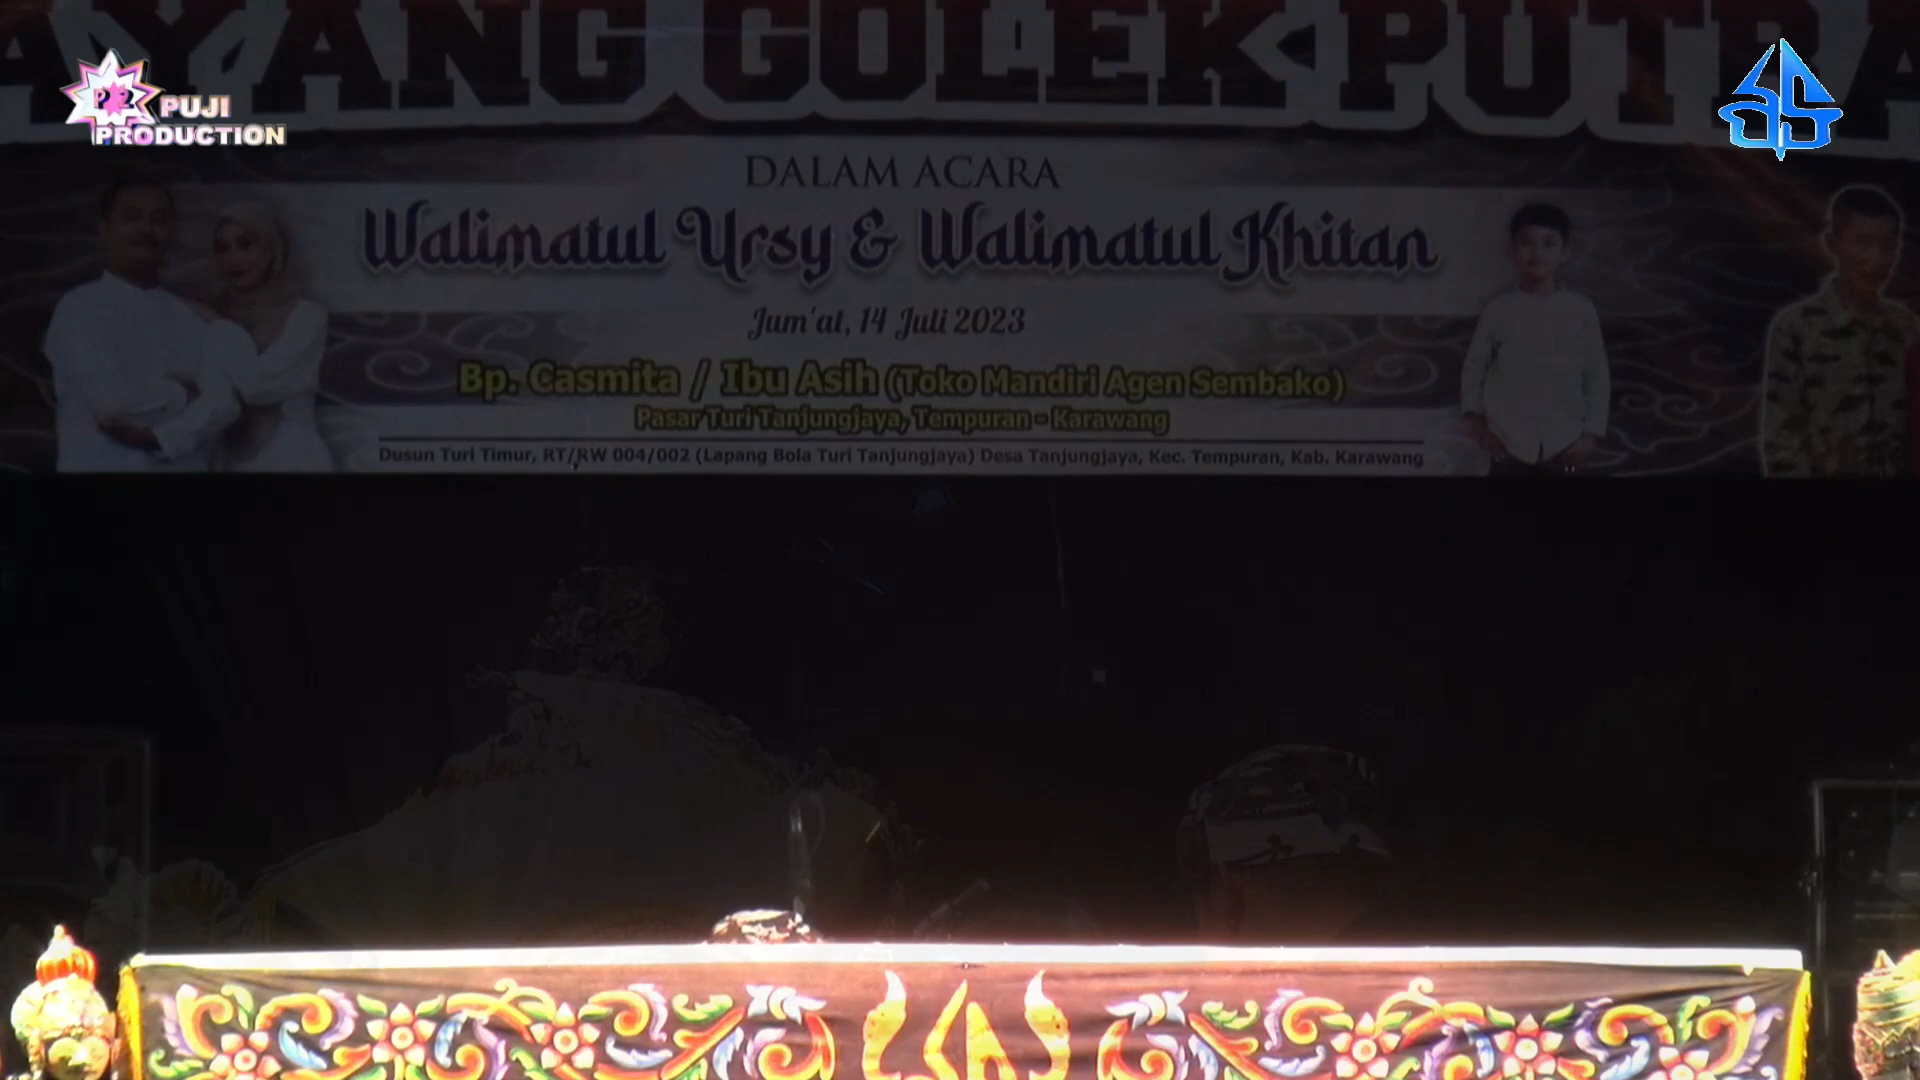 AYANG GOLEK PUTRA
P2
PUJI
PRODUCTION
DALAM ACARA
Walimatul Ursy & Walimatul Khitan
Jum'at, 14 Juli 2023
Bp. Casmita / Ibu Asih (Toko Mandiri Agen Sembako)
Pasar Turi Tanjungjaya, Tempuran - Karawang
Dusun Turi Timur, RT/RW 004/002 (Lapang Bola Turi Tanjungjaya) Desa Tanjungjaya, Kec. Tempuran, Kab. Karawang